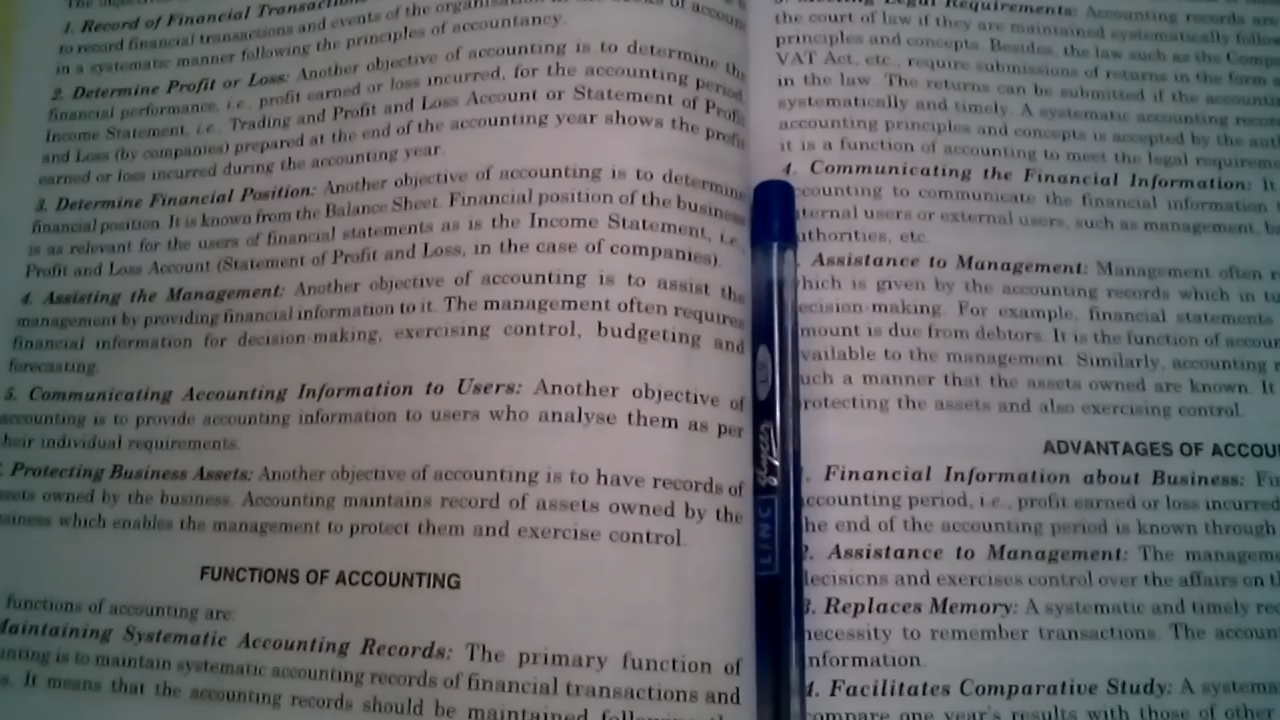 1. Record of Financial
to record financial transactions and events of the
in a systematic manner following the principles of accountancy.
2. Determine Profit or Loss: Another objective of accounting is to determine the
financial performance, i.e., profit earned or loss incurred, for the accounting period.
Income Statement, i.e., Trading and Profit and Loss Account or Statement of Profit
and Loss (by companies) prepared at the end of the accounting year shows the profit
earned or loss incurred during the accounting year.
3. Determine Financial Position: Another objective of accounting is to determine
financial position. It is known from the Balance Sheet. Financial position of the business
is as relevant for the users of financial statements as is the Income Statement, i.e.,
Profit and Loss Account (Statement of Profit and Loss, in the case of companies).
4. Assisting the Management: Another objective of accounting is to assist the
management by providing financial information to it. The management often requires
financial information for decision-making, exercising control, budgeting and
forecasting.
5. Communicating Accounting Information to Users: Another objective of
accounting is to provide accounting information to users who analyse them as per
their individual requirements.
Protecting Business Assets: Another objective of accounting is to have records of
owned by the business. Accounting maintains record of assets owned by the
which enables the management to protect them and exercise control.
FUNCTIONS OF ACCOUNTING
functions of accounting are:
Maintaining Systematic Accounting Records: The primary function of
is to maintain systematic accounting records of financial transactions and
It means that the accounting records should be maintained
LINC glycer
Legal Requirements: Accounting records are
the court of law if they are maintained systematically
principles and concepts. Besides, the law such as the
VAT Act, etc., require submissions of returns in the form
in the law. The returns can be submitted if the
systematically and timely. A systematic accounting
accounting principles and concepts is accepted by the
it is a function of accounting to meet the legal
4. Communicating the Financial Information: It
accounting to communicate the financial information
users or external users, such as management,
authorities, etc.
Assistance to Management: Management often
which is given by the accounting records which in
decision-making. For example, financial statements
amount is due from debtors. It is the function of
available to the management. Similarly, accounting
such a manner that the assets owned are known. It
protecting the assets and also exercising control.
ADVANTAGES OF
Financial Information about Business:
accounting period, i.e., profit earned or loss incurred
the end of the accounting period is known through
2. Assistance to Management: The
decisions and exercises control over the affairs on
3. Replaces Memory: A systematic and timely
necessity to remember transactions. The
information.
4. Facilitates Comparative Study: A
compare one year's results with those of other